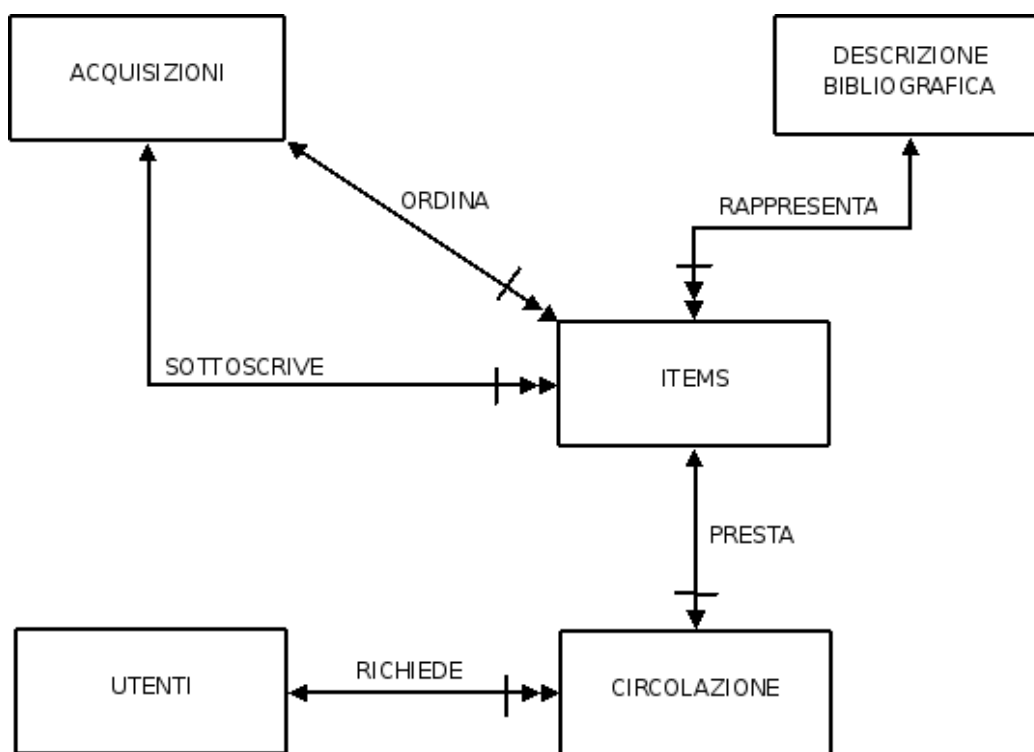 ACQUISIZIONI
DESCRIZIONE
BIBLIOGRAFICA
ORDINA
RAPPRESENTA
SOTTOSCRIVE
ITEMS
PRESTA
UTENTI
RICHIEDE
CIRCOLAZIONE